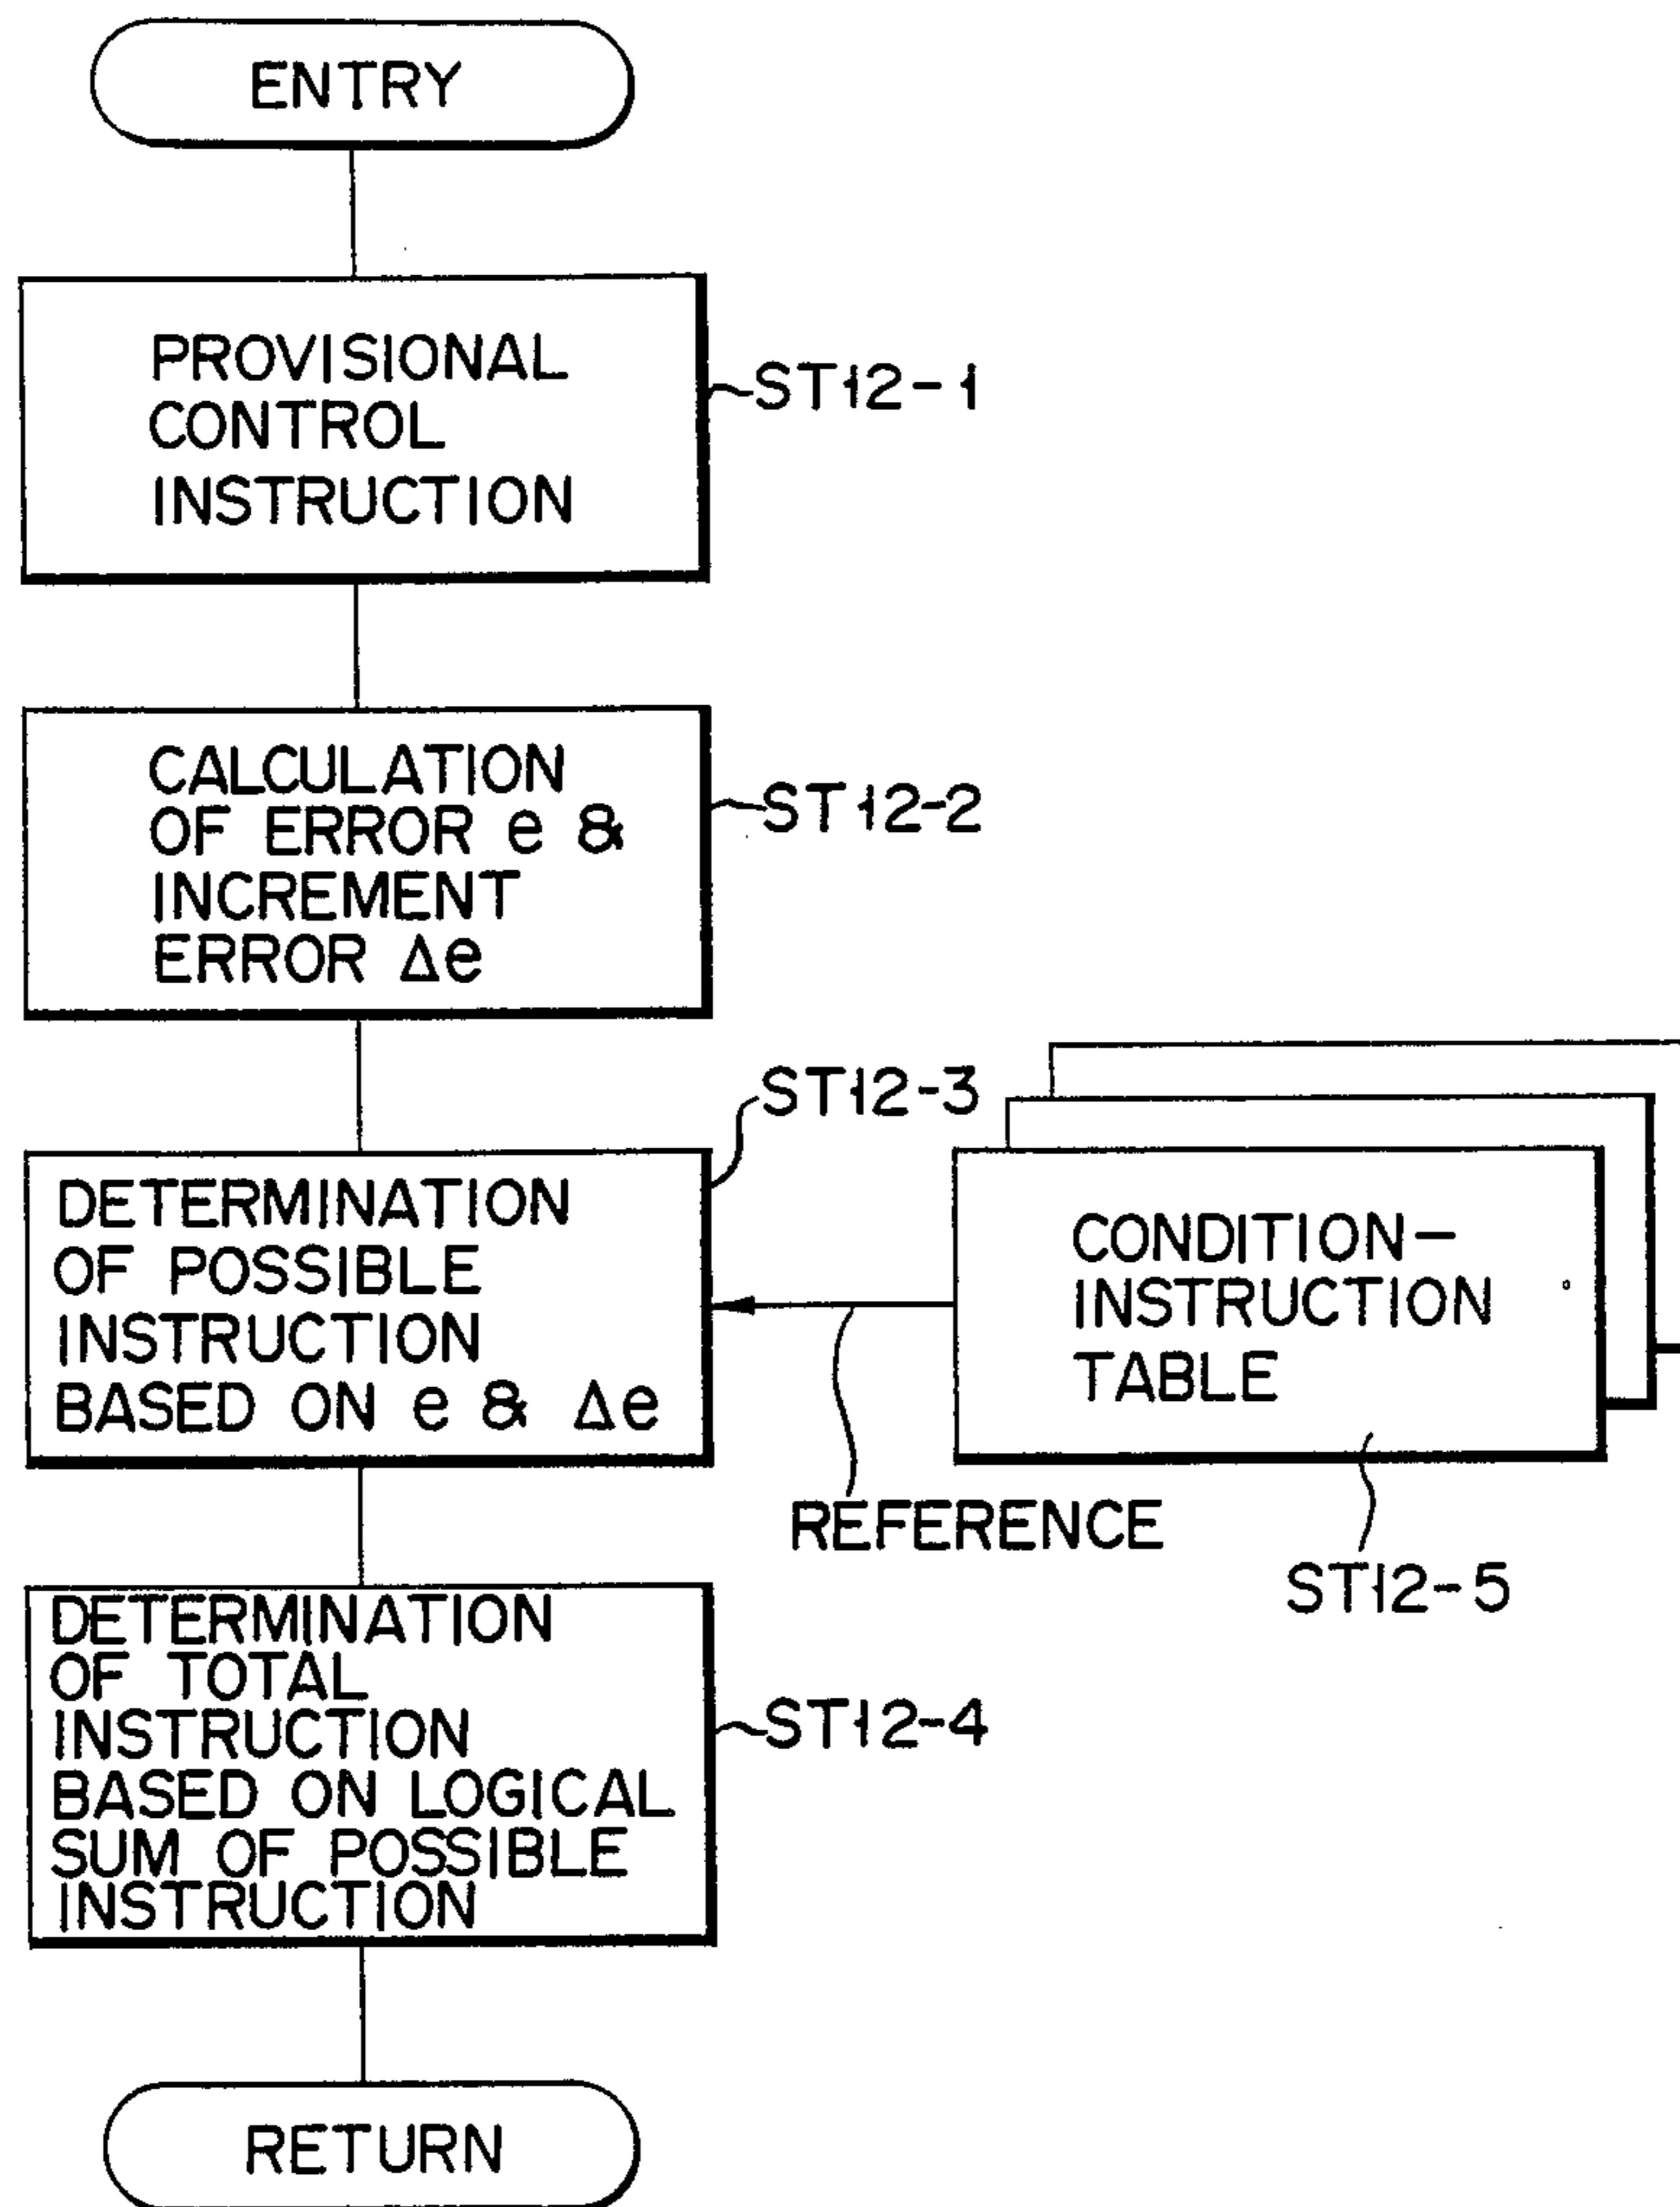 ENTRY
PROVISIONAL
CONTROL
INSTRUCTION
ST12-1
CALCULATION
OF ERROR e &
INCREMENT
ERROR Δe
ST12-2
ST12-3
DETERMINATION
OF POSSIBLE
INSTRUCTION
BASED ON e & Δe
CONDITION-
INSTRUCTION
TABLE
REFERENCE
ST12-5
DETERMINATION
OF TOTAL
INSTRUCTION
BASED ON LOGICAL
SUM OF POSSIBLE
INSTRUCTION
ST12-4
RETURN